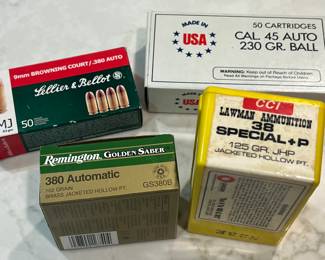 9mm BROWNING COURT / .380 AUTO
Sellier & Bellot
50
MADE IN
USA
50 CARTRIDGES
CAL. 45 AUTO
230 GR. BALL
WARNING: Keep out of Reach of Children.
Remington GOLDEN SABER
380 Automatic
102 GRAIN
BRASS JACKETED HOLLOW PT.
GS380B
CCI
LAWMAN AMMUNITION
38
SPECIAL +P
125 GR. JHP
JACKETED HOLLOW PT.